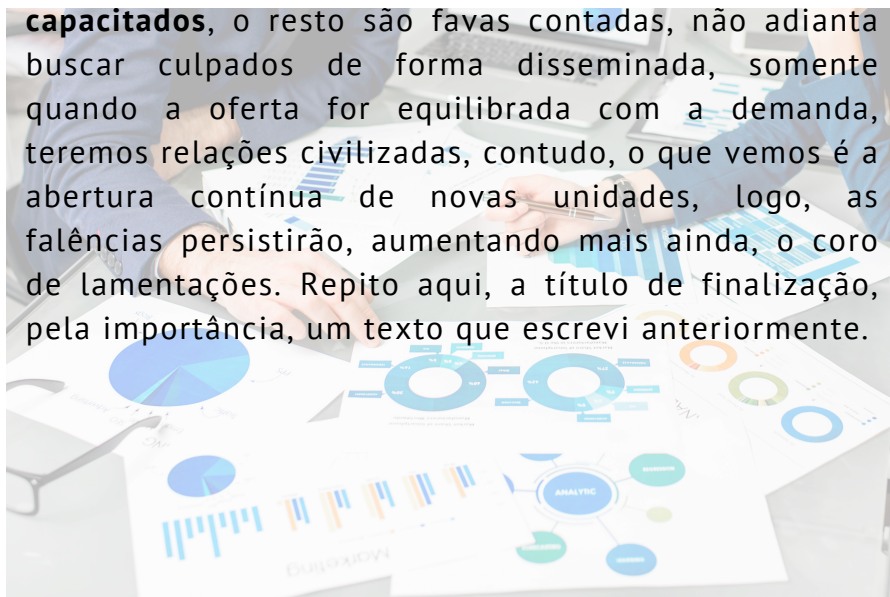 capacitados, o resto são favas contadas, não adianta
buscar culpados de forma disseminada, somente
quando a oferta for equilibrada com a demanda,
teremos relações civilizadas, contudo, o que vemos é a
abertura contínua de novas unidades, logo, as
falências persistirão, aumentando mais ainda, o coro
de lamentações. Repito aqui, a título de finalização,
pela importância, um texto que escrevi anteriormente.
ANALYRC
Marketing